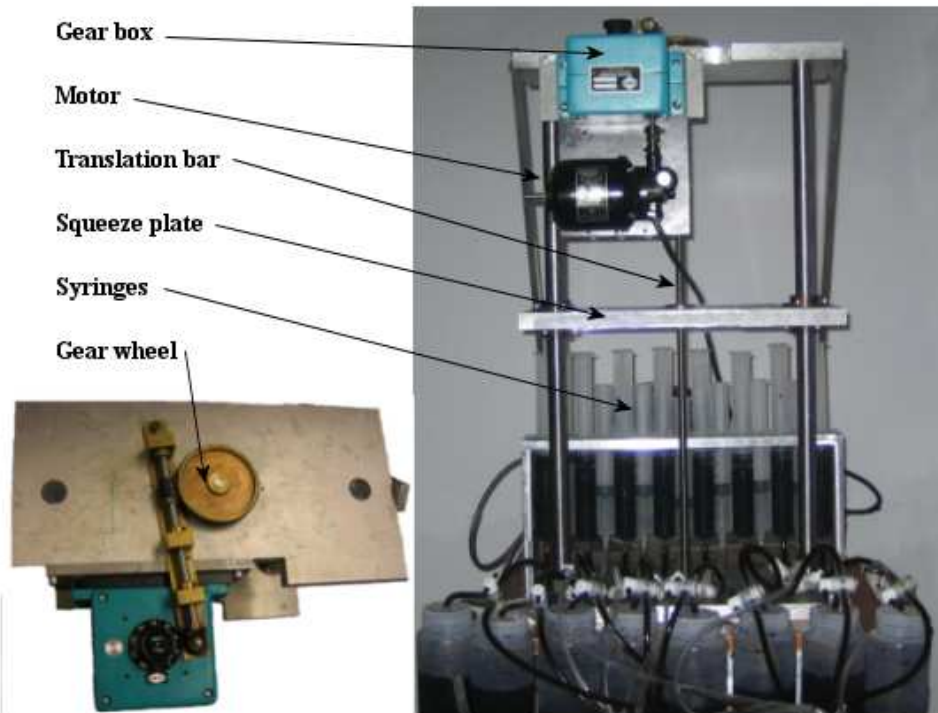 Gear box
Motor
Translation bar
Squeeze plate
Syringes
Gear wheel